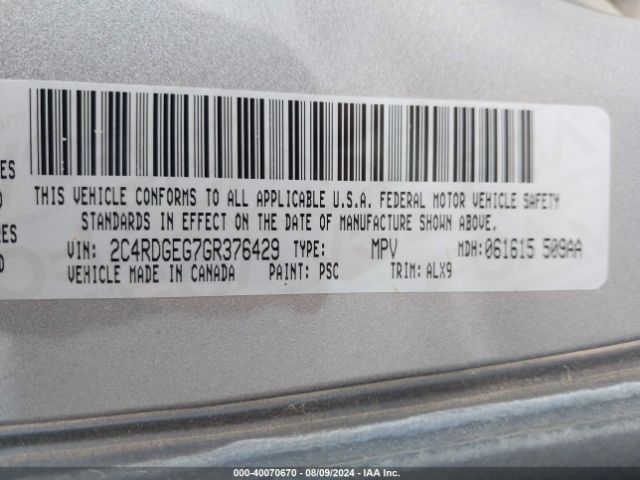 ES
THIS VEHICLE CONFORMS TO ALL APPLICABLE U.S.A. FEDERAL MOTOR VEHICLE SAFETY
STANDARDS IN EFFECT ON THE DATE OF MANUFACTURE SHOWN ABOVE.
RES
VIN: 2C4RDGEG7GR376429 TYPE: MPV MDH: 061615 509AA
D
VEHICLE MADE IN CANADA PAINT: PSC TRIM: ALX9
000-40070670 - 08/09/2024 - IAA Inc.